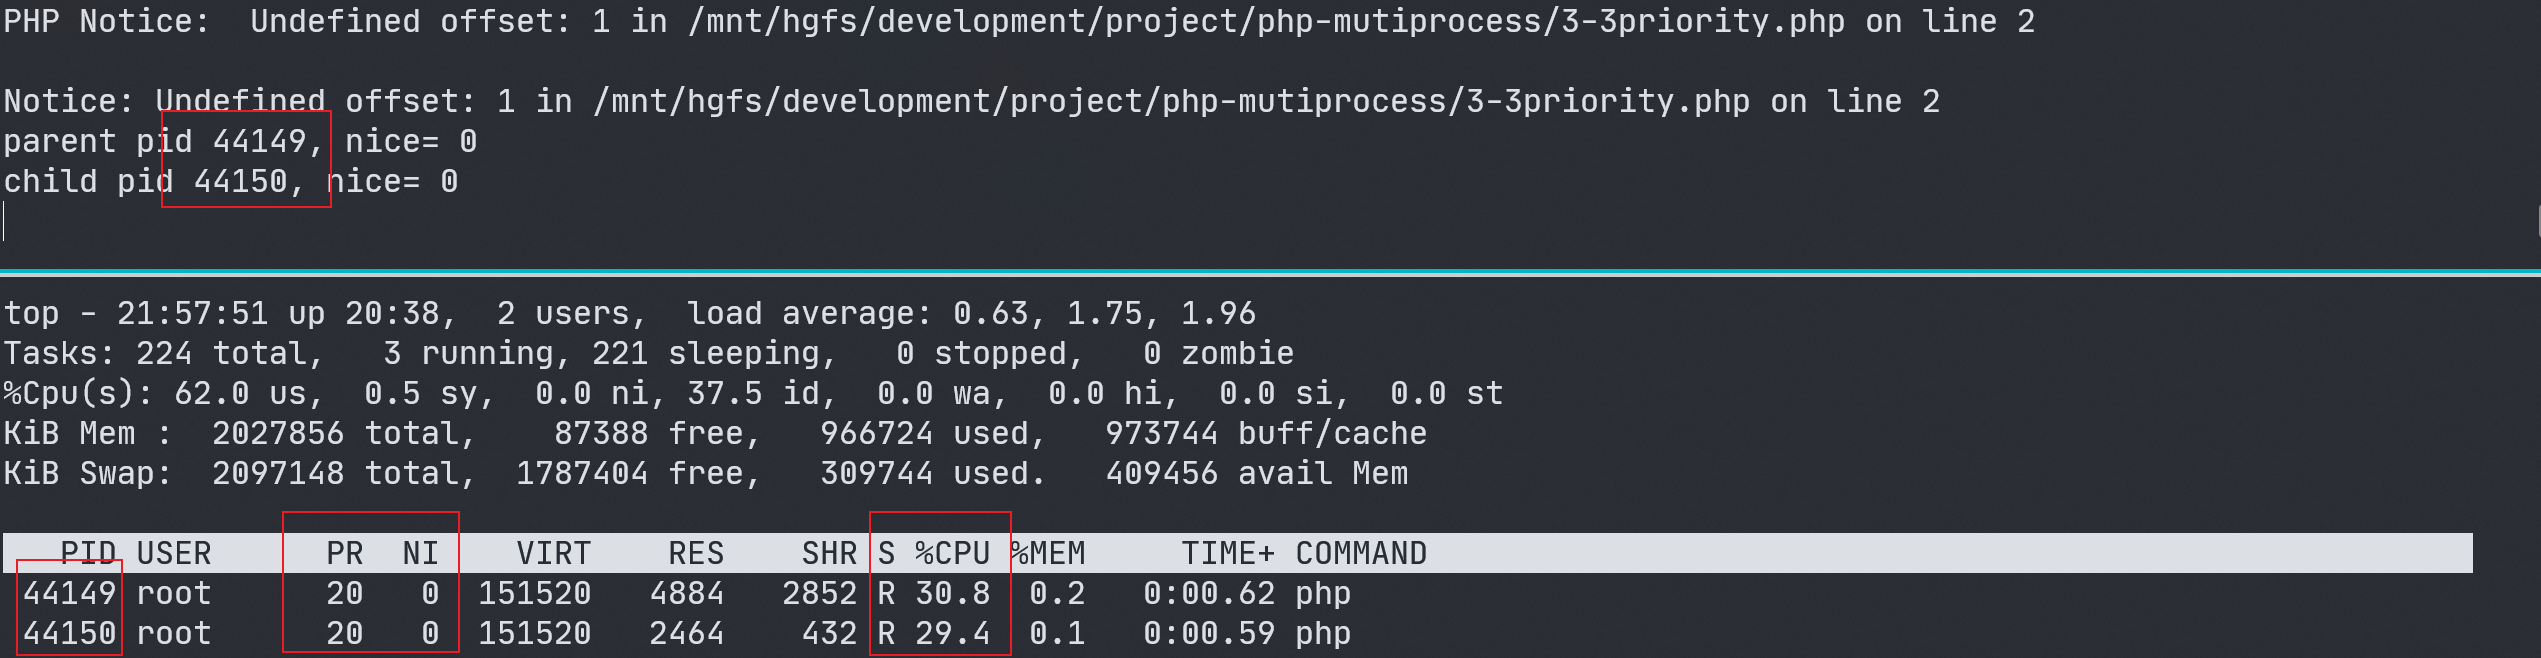 PHP Notice:  Undefined offset: 1 in /mnt/hgfs/development/project/php-mutiprocess/3-3priority.php on line 2
Notice: Undefined offset: 1 in /mnt/hgfs/development/project/php-mutiprocess/3-3priority.php on line 2
parent pid 44149, nice= 0
child pid 44150, nice= 0
top - 21:57:51 up 20:38,  2 users,  load average: 0.63, 1.75, 1.96
Tasks: 224 total,   3 running, 221 sleeping,   0 stopped,   0 zombie
%Cpu(s): 62.0 us,  0.5 sy,  0.0 ni, 37.5 id,  0.0 wa,  0.0 hi,  0.0 si,  0.0 st
KiB Mem :  2027856 total,    87388 free,   966724 used,   973744 buff/cache
KiB Swap:  2097148 total,  1787404 free,   309744 used.   409456 avail Mem
   PID USER      PR  NI    VIRT    RES    SHR S %CPU %MEM     TIME+ COMMAND
 44149 root      20   0  151520   4884   2852 R 30.8  0.2   0:00.62 php
 44150 root      20   0  151520   2464    432 R 29.4  0.1   0:00.59 php